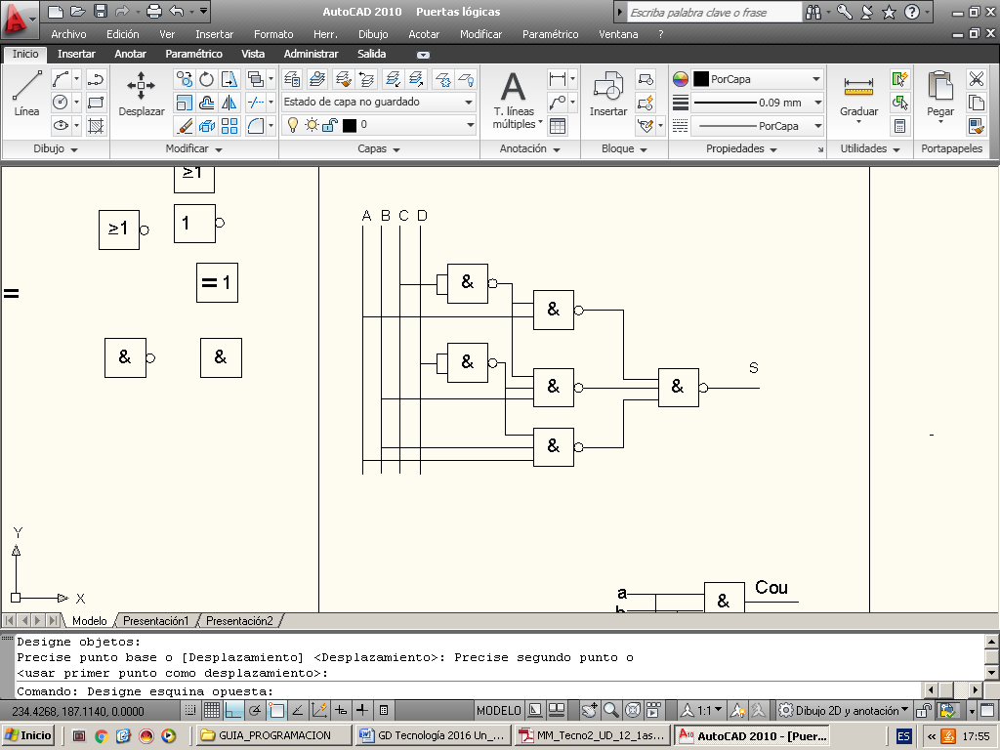 AutoCAD 2010 Puertas lógicas
Escriba palabra clave o frase
Archivo Edición Ver Insertar Formato Herr. Dibujo Acotar Modificar Paramétrico Ventana ?
Inicio Insertar Anotar Paramétrico Vista Administrar Salida
Línea
Desplazar
Estado de capa no guardado
0
A
T. líneas
múltiples
Insertar
PorCapa
0.09 mm
PorCapa
Graduar
Pegar
Dibujo Modificar Capas Anotación Bloque Propiedades Utilidades Portapapeles
≥1
≥1
1
= 1
=
&
&
A B C D
&
&
&
&
&
&
S
a
&
Cou
Y
X
Modelo Presentación1 Presentación2
Designe objetos:
Precise punto base o [Desplazamiento] <Desplazamiento>: Precise segundo punto o
<usar primer punto como desplazamiento>:
Comando: Designe esquina opuesta:
234.4268, 187.1140, 0.0000 MODELO 1:1 Dibujo 2D y anotación
Inicio GUIA_PROGRAMACION GD Tecnología 2016 Un_... MM_Tecno2_UD_12_1as... AutoCAD 2010 - [Puer... ES « 17:55